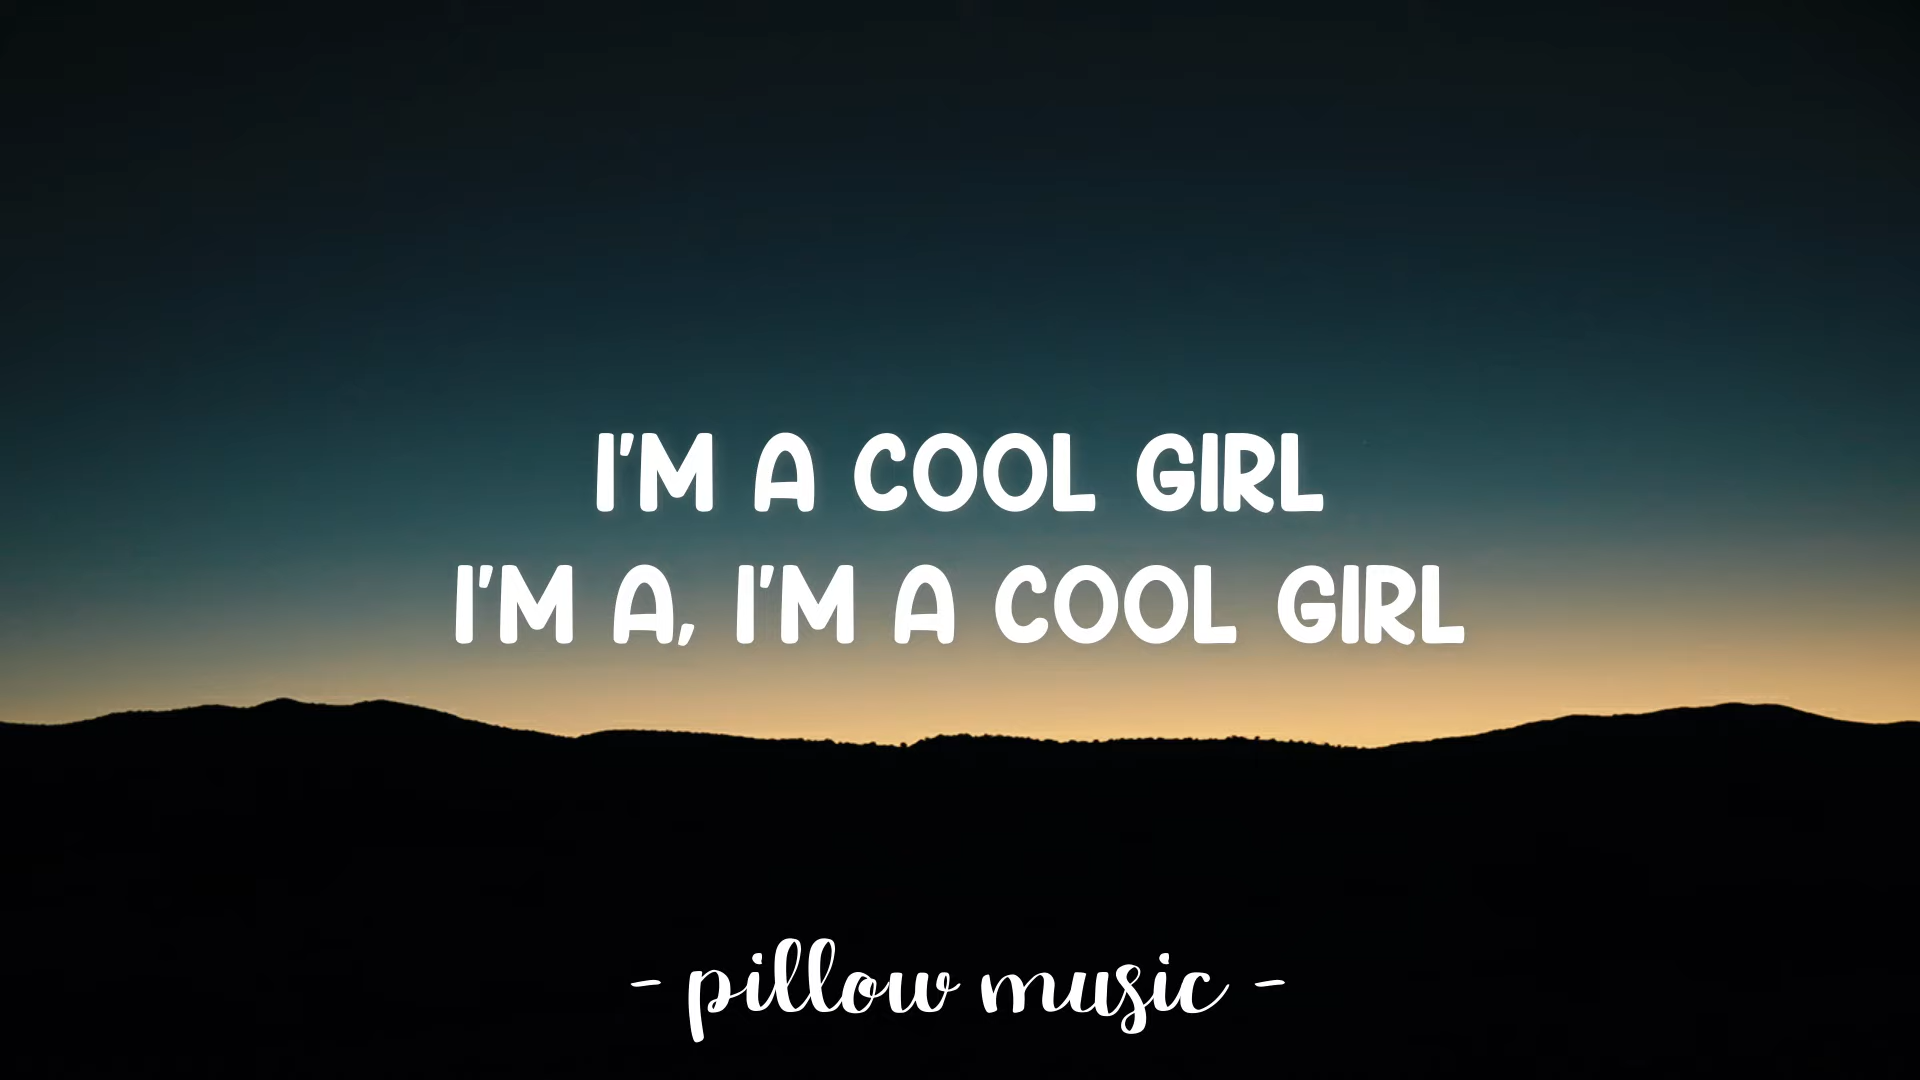 I'M A COOL GIRL
I'M A, I'M A COOL GIRL
- pillow music -